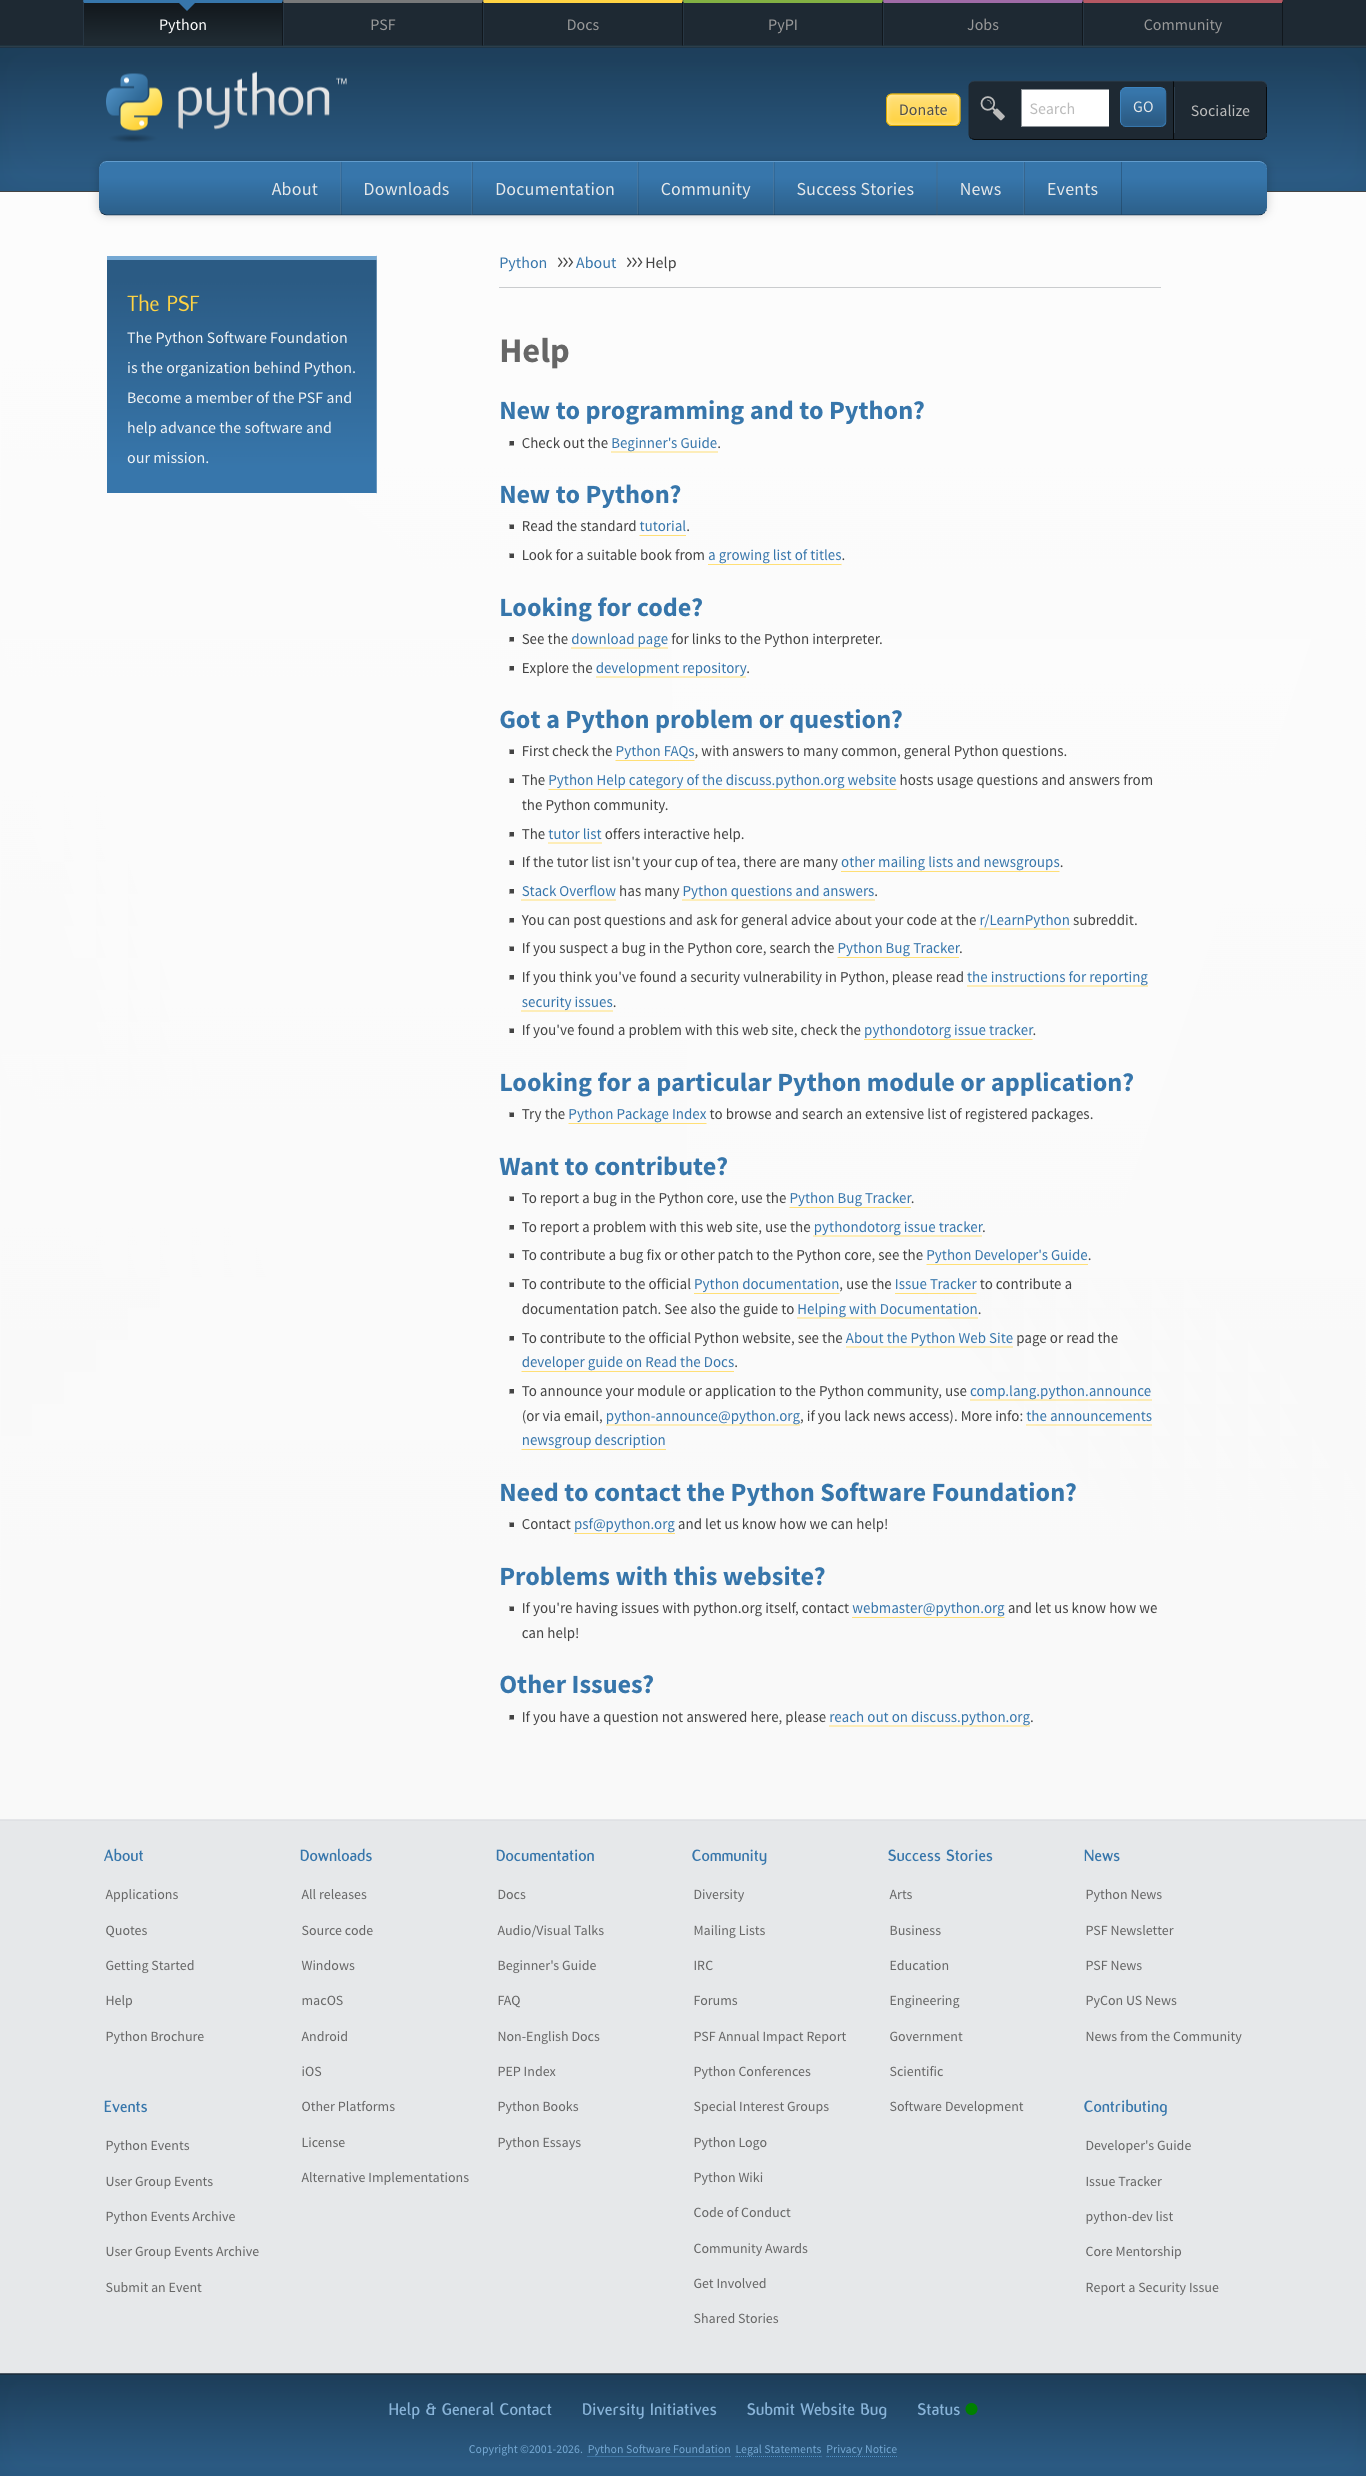 Python
PSF
Docs
PyPI
Jobs
Community
python™
Donate
Search
GO
Socialize
About
Downloads
Documentation
Community
Success Stories
News
Events
The PSF
The Python Software Foundation
is the organization behind Python.
Become a member of the PSF and
help advance the software and
our mission.
Python >>> About >>> Help
Help
New to programming and to Python?
Check out the Beginner's Guide.
New to Python?
Read the standard tutorial.
Look for a suitable book from a growing list of titles.
Looking for code?
See the download page for links to the Python interpreter.
Explore the development repository.
Got a Python problem or question?
First check the Python FAQs, with answers to many common, general Python questions.
The Python Help category of the discuss.python.org website hosts usage questions and answers from
the Python community.
The tutor list offers interactive help.
If the tutor list isn't your cup of tea, there are many other mailing lists and newsgroups.
Stack Overflow has many Python questions and answers.
You can post questions and ask for general advice about your code at the r/LearnPython subreddit.
If you suspect a bug in the Python core, search the Python Bug Tracker.
If you think you've found a security vulnerability in Python, please read the instructions for reporting
security issues.
If you've found a problem with this web site, check the pythondotorg issue tracker.
Looking for a particular Python module or application?
Try the Python Package Index to browse and search an extensive list of registered packages.
Want to contribute?
To report a bug in the Python core, use the Python Bug Tracker.
To report a problem with this web site, use the pythondotorg issue tracker.
To contribute a bug fix or other patch to the Python core, see the Python Developer's Guide.
To contribute to the official Python documentation, use the Issue Tracker to contribute a
documentation patch. See also the guide to Helping with Documentation.
To contribute to the official Python website, see the About the Python Web Site page or read the
developer guide on Read the Docs.
To announce your module or application to the Python community, use comp.lang.python.announce
(or via email, python-announce@python.org, if you lack news access). More info: the announcements
newsgroup description
Need to contact the Python Software Foundation?
Contact psf@python.org and let us know how we can help!
Problems with this website?
If you're having issues with python.org itself, contact webmaster@python.org and let us know how we
can help!
Other Issues?
If you have a question not answered here, please reach out on discuss.python.org.
About
Applications
Quotes
Getting Started
Help
Python Brochure
Downloads
All releases
Source code
Windows
macOS
Android
iOS
Other Platforms
License
Alternative Implementations
Documentation
Docs
Audio/Visual Talks
Beginner's Guide
FAQ
Non-English Docs
PEP Index
Python Books
Python Essays
Community
Diversity
Mailing Lists
IRC
Forums
PSF Annual Impact Report
Python Conferences
Special Interest Groups
Python Logo
Python Wiki
Code of Conduct
Community Awards
Get Involved
Shared Stories
Success Stories
Arts
Business
Education
Engineering
Government
Scientific
Software Development
News
Python News
PSF Newsletter
PSF News
PyCon US News
News from the Community
Events
Python Events
User Group Events
Python Events Archive
User Group Events Archive
Submit an Event
Contributing
Developer's Guide
Issue Tracker
python-dev list
Core Mentorship
Report a Security Issue
Help & General Contact
Diversity Initiatives
Submit Website Bug
Status
Copyright ©2001-2026. Python Software Foundation Legal Statements Privacy Notice